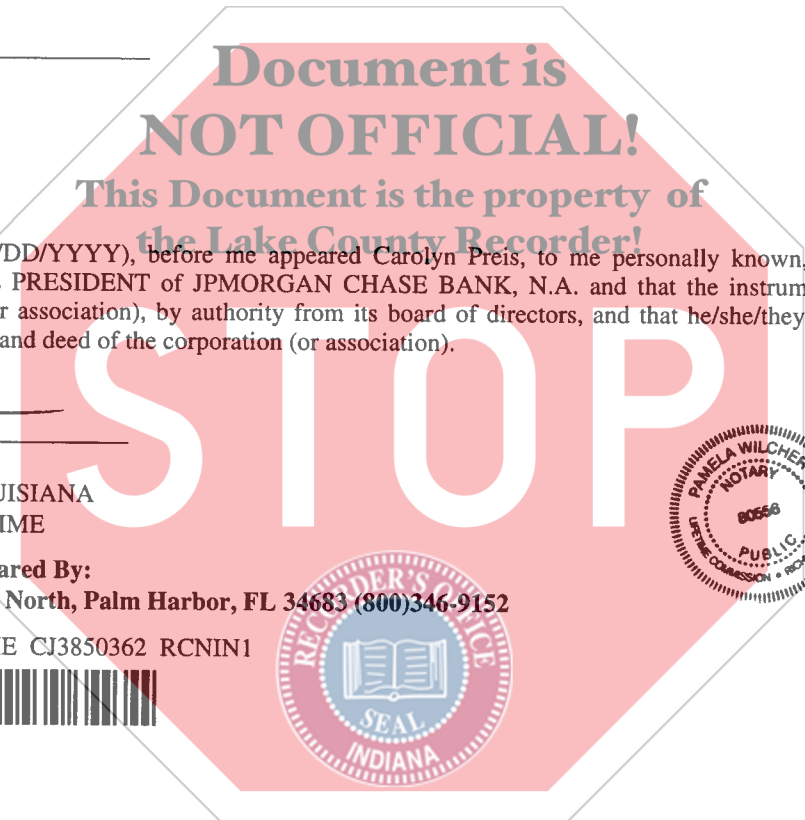 Document is
NOT OFFICIAL!
This Document is the property of
the Lake County Recorder!
/DD/YYYY), before me appeared Carolyn Preis, to me personally known,
PRESIDENT of JPMORGAN CHASE BANK, N.A. and that the instrum
r association), by authority from its board of directors, and that he/she/they
and deed of the corporation (or association).
STOP
UISIANA
IME
PAMELA WILCHER
NOTARY
80556
PUBLIC
LIFETIME COMMISSION • RICH
ared By:
North, Palm Harbor, FL 34683 (800)346-9152
E CJ3850362 RCNIN1
RECORDER'S OFFICE
SEAL
INDIANA